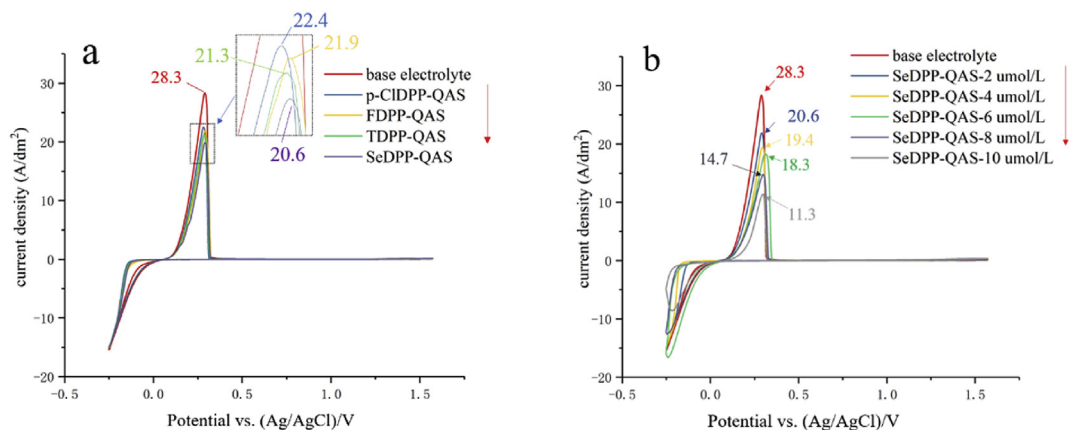 a
22.4
21.9
21.3
28.3
20.6
base electrolyte
p-ClDPP-QAS
FDPP-QAS
TDPP-QAS
SeDPP-QAS
current density (A/dm²)
40
30
20
10
0
−10
−20
−0.5
0.0
0.5
1.0
1.5
Potential vs. (Ag/AgCl)/V
b
28.3
20.6
19.4
18.3
14.7
11.3
base electrolyte
SeDPP-QAS-2 umol/L
SeDPP-QAS-4 umol/L
SeDPP-QAS-6 umol/L
SeDPP-QAS-8 umol/L
SeDPP-QAS-10 umol/L
current density (A/dm²)
40
30
20
10
0
−10
−20
−0.5
0.0
0.5
1.0
1.5
Potential vs. (Ag/AgCl)/V